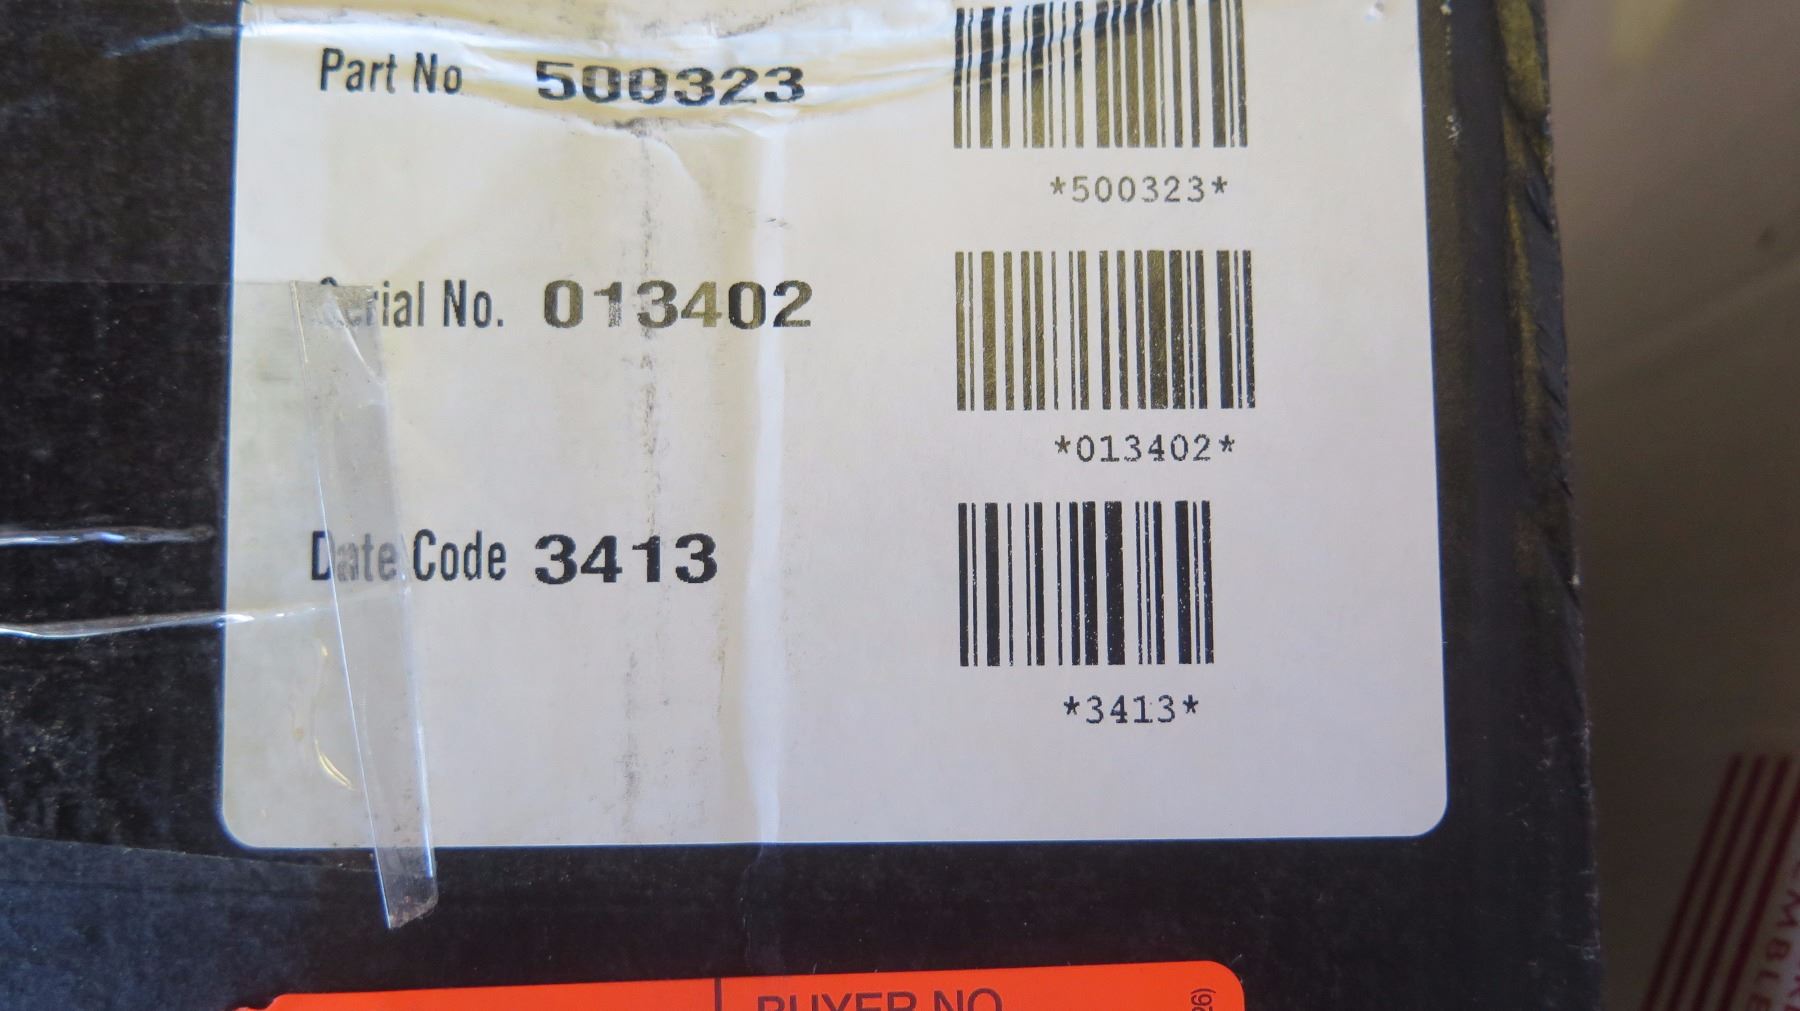 Part No 500323
*500323*
Serial No. 013402
*013402*
Date Code 3413
*3413*
BUYER NO